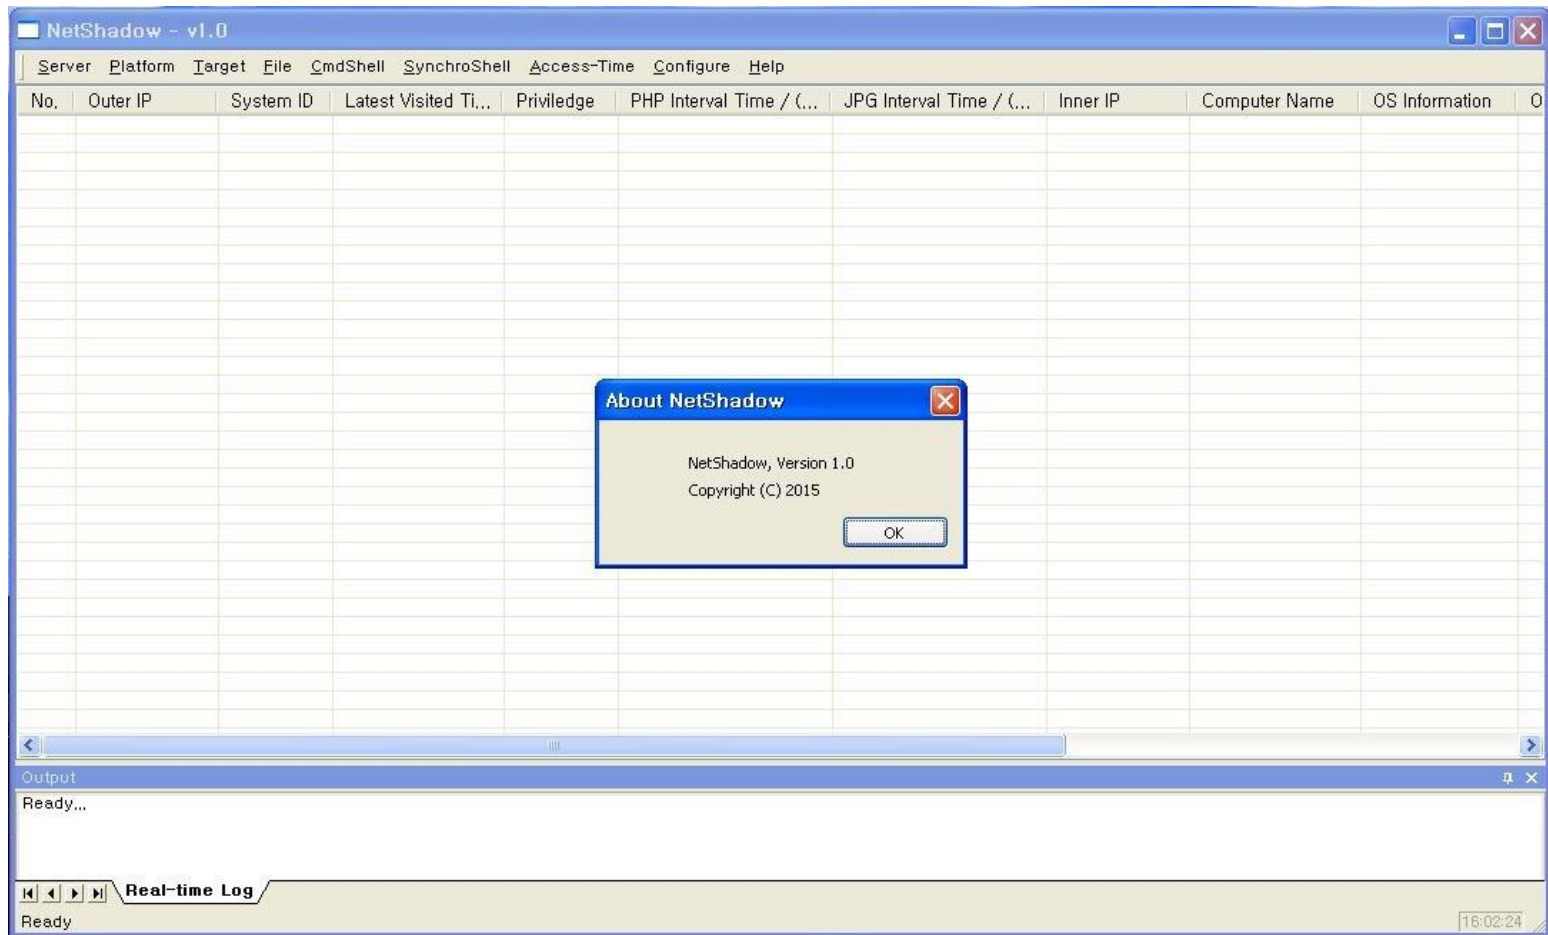 NetShadow - v1.0
Server Platform Target File CmdShell SynchroShell Access-Time Configure Help
No. Outer IP System ID Latest Visited Ti... Priviledge PHP Interval Time / (... JPG Interval Time / (... Inner IP Computer Name OS Information O
About NetShadow
NetShadow, Version 1.0
Copyright (C) 2015
OK
Output
Ready...
Real-time Log
Ready
16:02:24